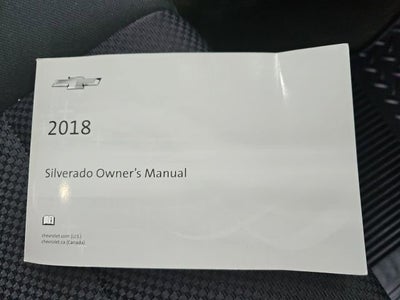 2018
Silverado Owner's Manual
chevrolet.com (U.S.)
chevrolet.ca (Canada)